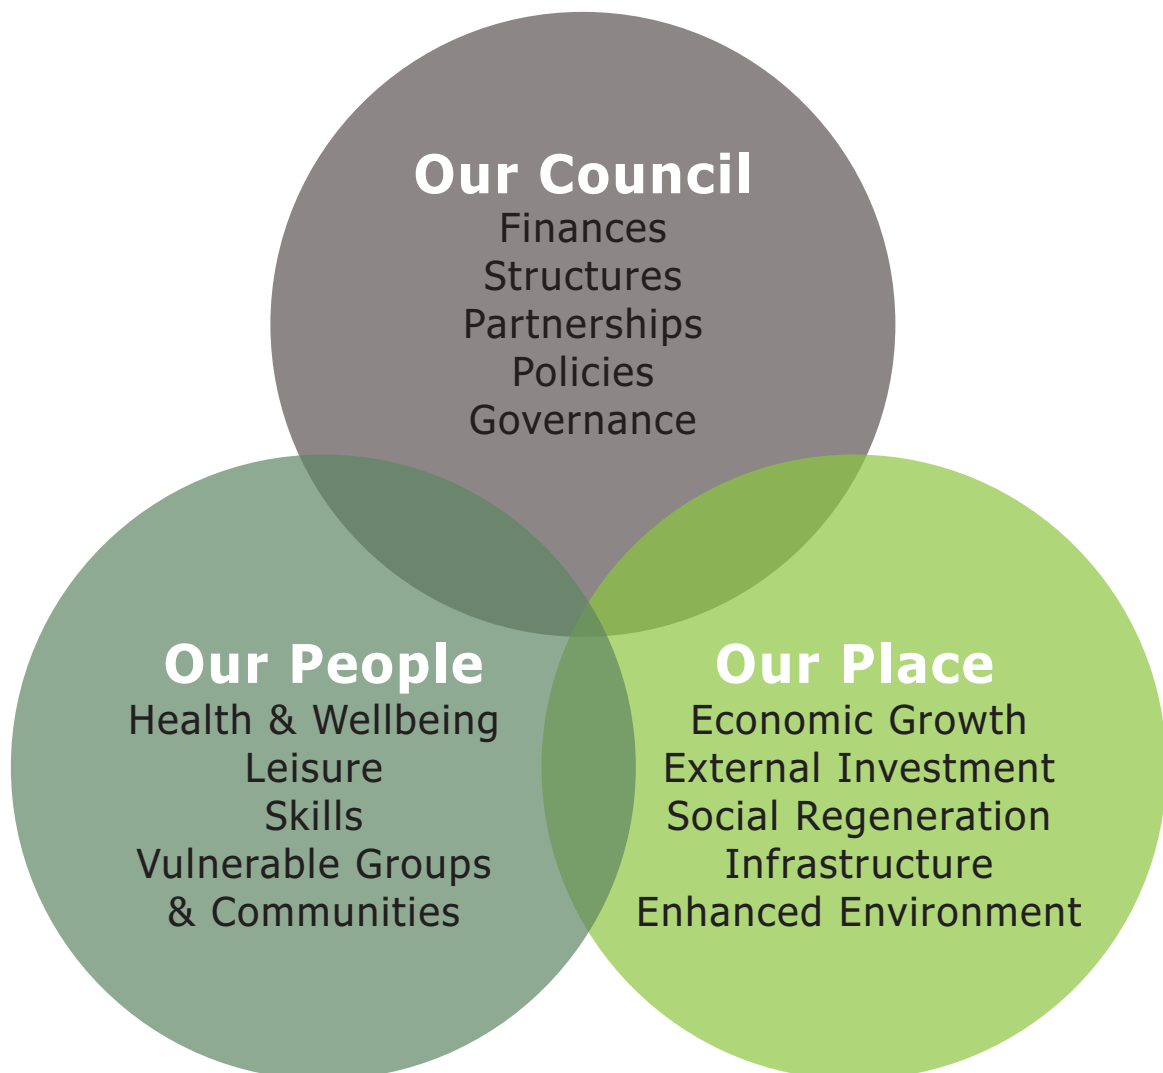 Our Council
Finances
Structures
Partnerships
Policies
Governance
Our People
Health & Wellbeing
Leisure
Skills
Vulnerable Groups
& Communities
Our Place
Economic Growth
External Investment
Social Regeneration
Infrastructure
Enhanced Environment